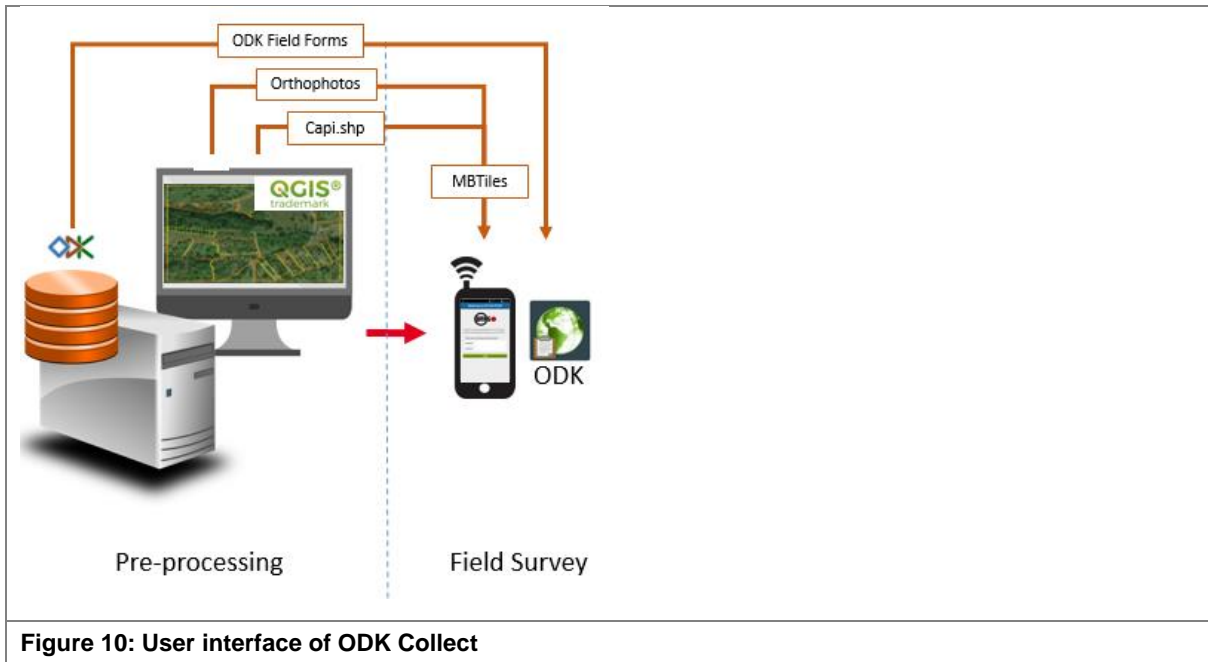 ODK Field Forms
Orthophotos
Capi.shp
MBTiles
QGIS®
trademark
ODK
ODK
Pre-processing
Field Survey
Figure 10: User interface of ODK Collect